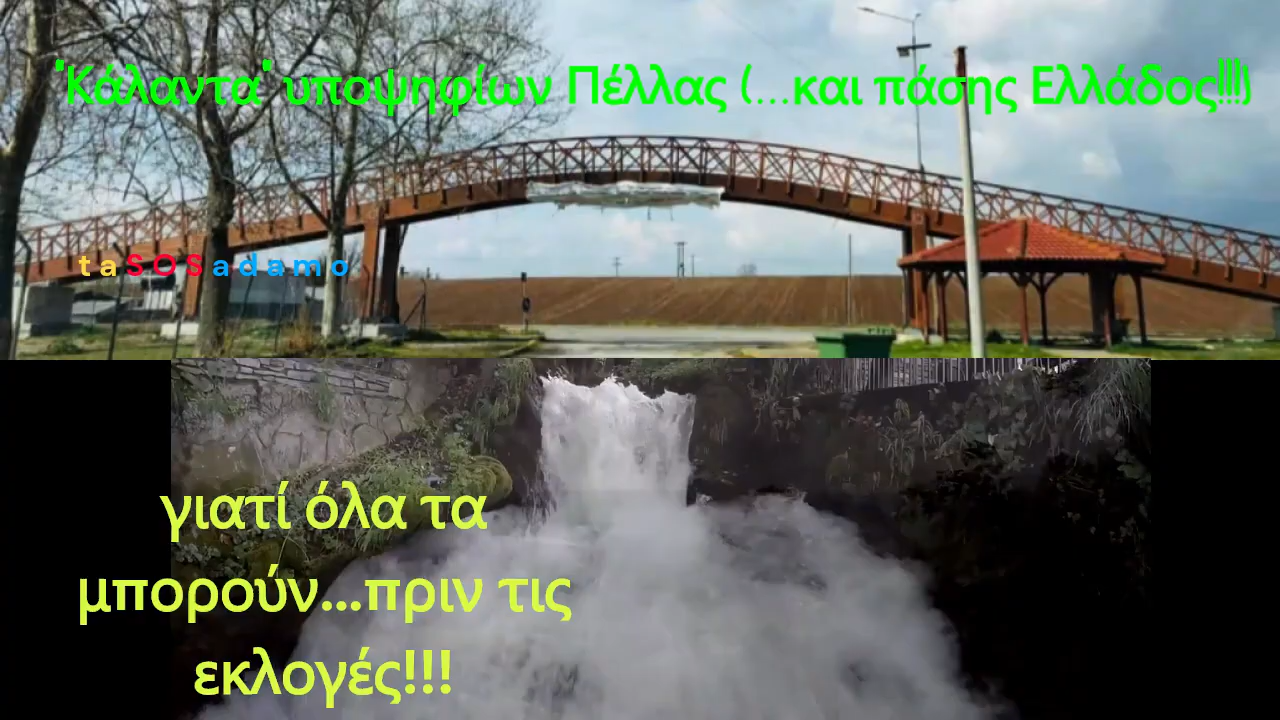 "Κάλαντα" υποψηφίων Πέλλας (...και πάσης Ελλάδος!!!)
taSOSadamo
γιατί όλα τα
μπορούν...πριν τις
εκλογές!!!